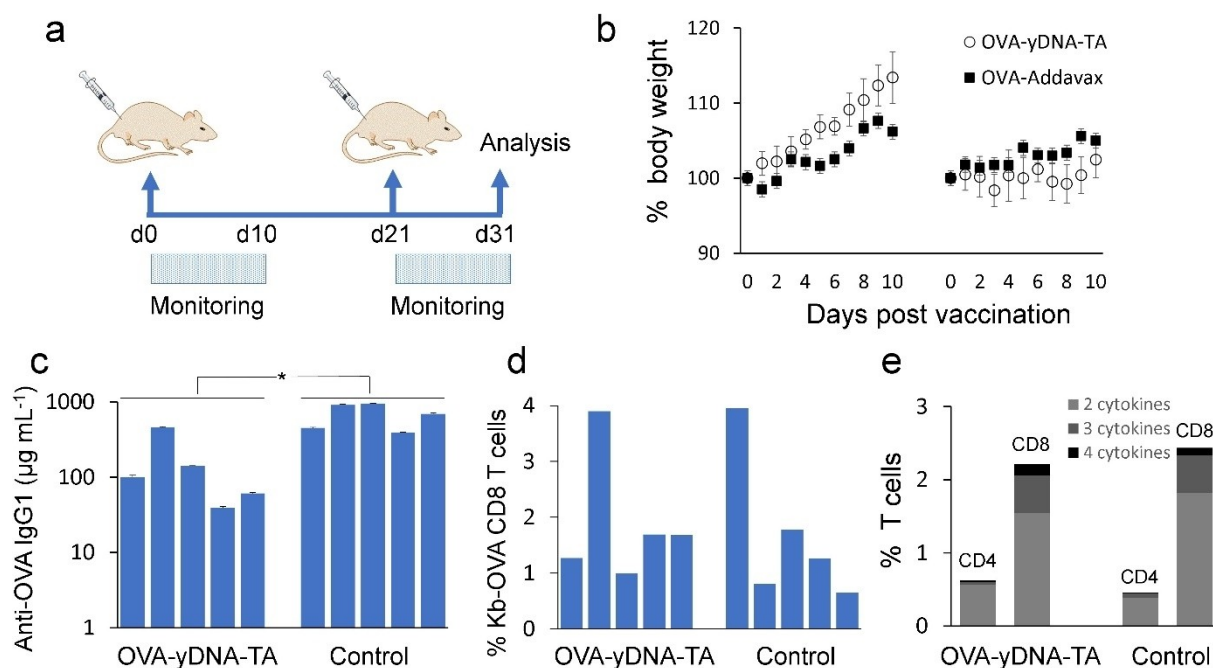 a
Analysis
d0 d10 d21 d31
Monitoring Monitoring
b
OVA-yDNA-TA
OVA-Addavax
% body weight
120
110
100
90
0 2 4 6 8 10 0 2 4 6 8 10
Days post vaccination
c
*
Anti-OVA IgG1 (µg mL⁻¹)
1000
100
10
1
OVA-yDNA-TA Control
d
% Kb-OVA CD8 T cells
4
3
2
1
0
OVA-yDNA-TA Control
e
2 cytokines
3 cytokines
4 cytokines
% T cells
3
2
1
0
CD4 CD8 CD4 CD8
OVA-yDNA-TA Control